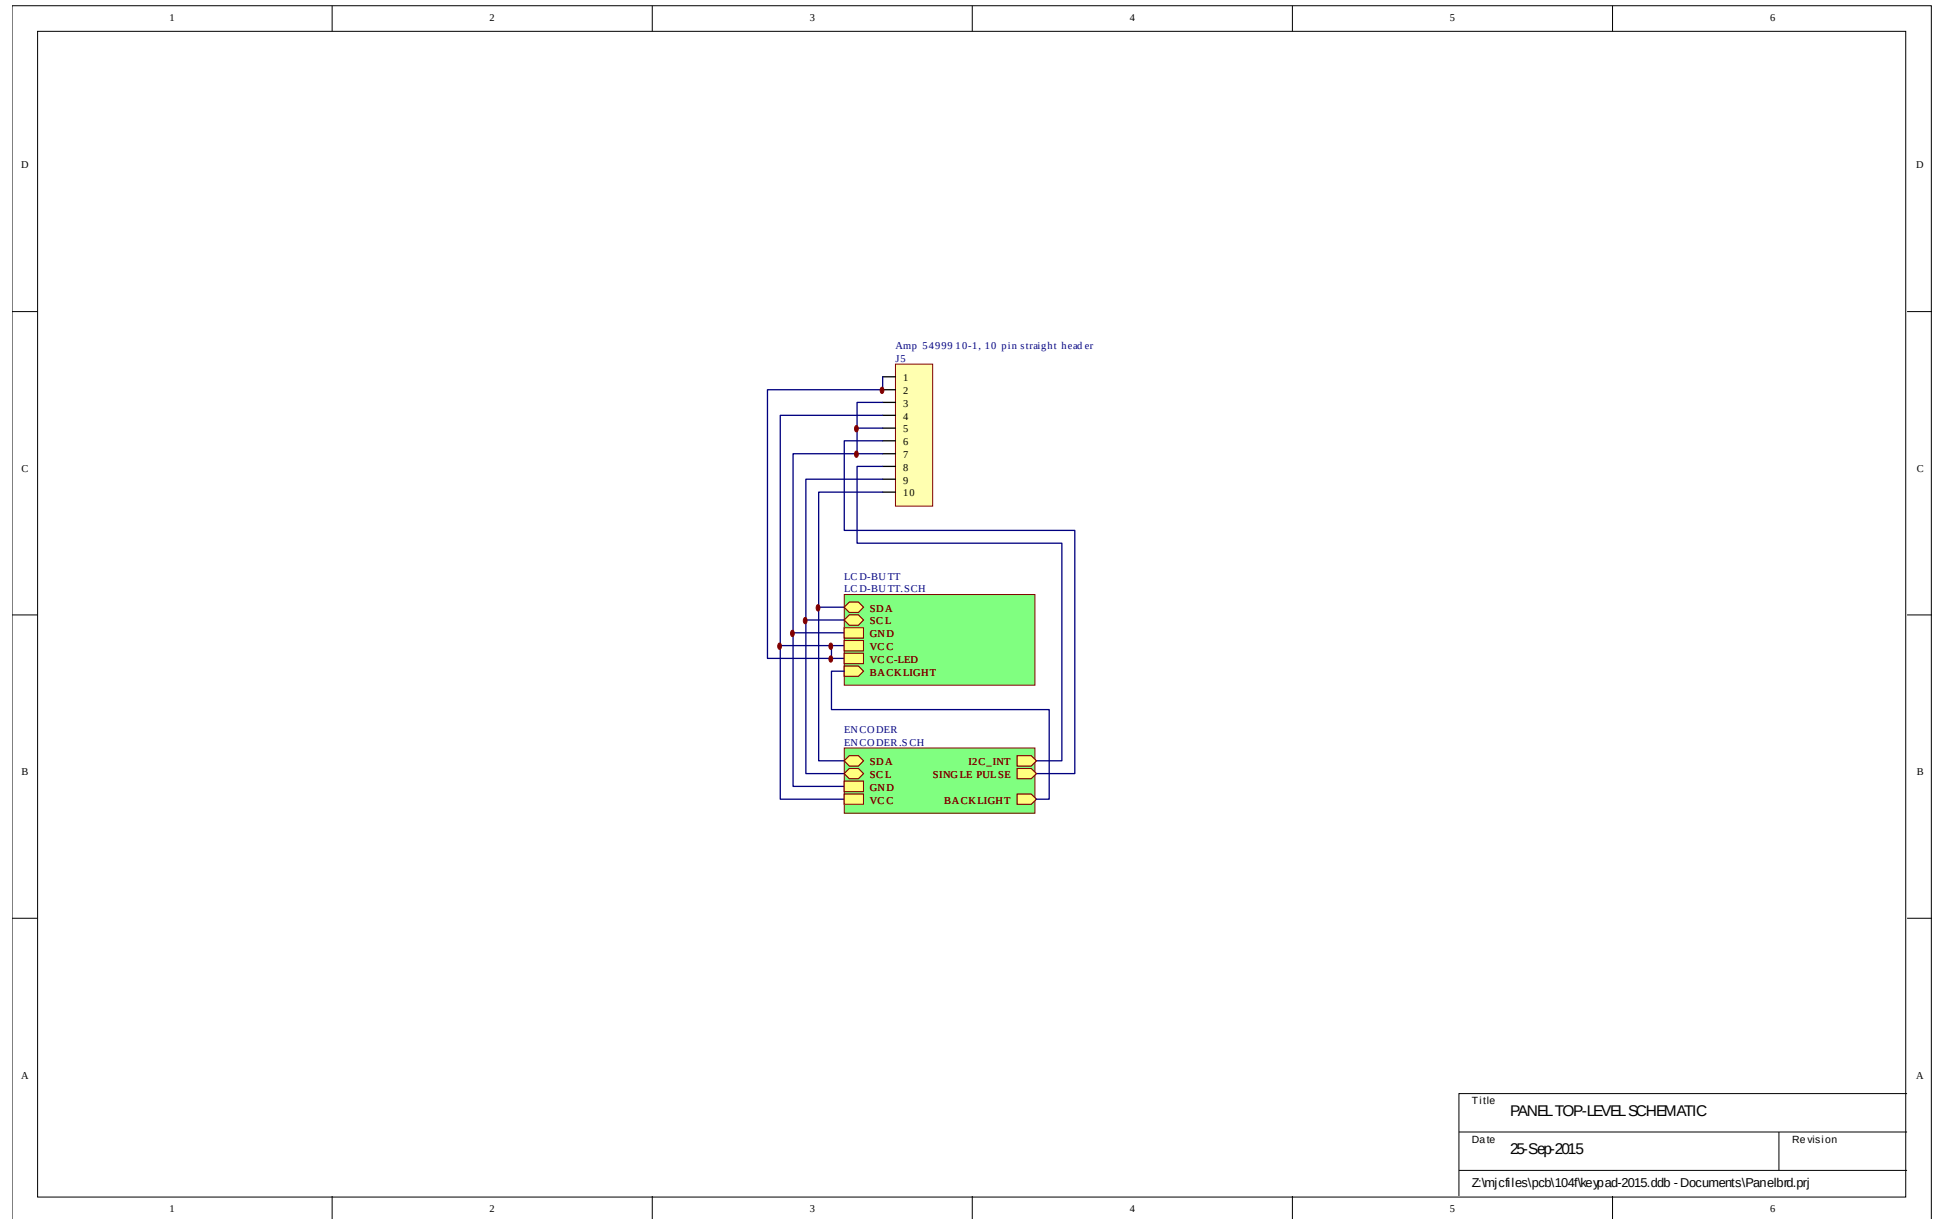 1 2 3 4 5 6
D D
Amp 549991 0-1, 10 pin straight header
J5
1
2
3
4
C C
5
6
7
8
9
10
LCD-BUTT
LCD-BUTT.SCH
SDA
SCL
GND
VCC
VCC-LED
BACKLIGHT
ENCODER
ENCODER.SCH
SDA I2C_INT
B SCL SINGLE PULSE B
GND
VCC BACKLIGHT
A A
Title PANEL TOP-LEVEL SCHEMATIC
Date 25-Sep-2015 Revision
Z:\mjcfiles\pcb\104f\keypad-2015.ddb - Documents\Panelbrd.prj
1 2 3 4 5 6